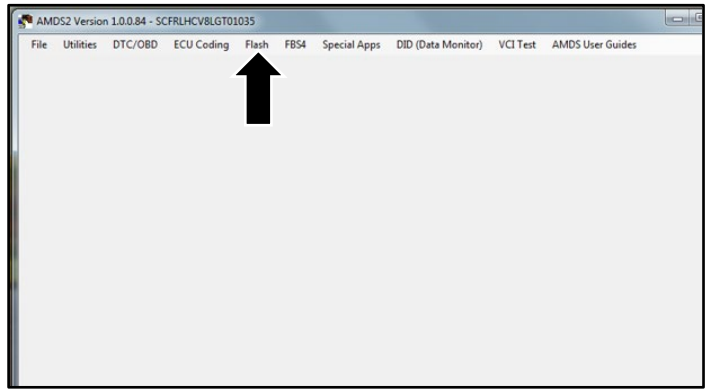 AMDS2 Version 1.0.0.84 - SCFRLHCV8LGT01035
File Utilities DTC/OBD ECU Coding Flash FBS4 Special Apps DID (Data Monitor) VCI Test AMDS User Guides